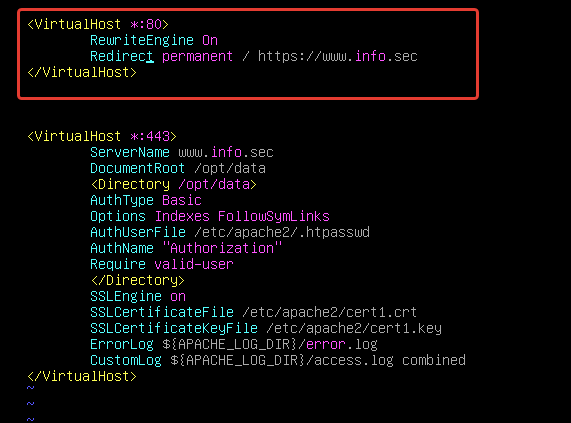 <VirtualHost *:80>
RewriteEngine On
Redirect permanent / https://www.info.sec
</VirtualHost>
<VirtualHost *:443>
ServerName www.info.sec
DocumentRoot /opt/data
<Directory /opt/data>
AuthType Basic
Options Indexes FollowSymLinks
AuthUserFile /etc/apache2/.htpasswd
AuthName "Authorization"
Require valid-user
</Directory>
SSLEngine on
SSLCertificateFile /etc/apache2/cert1.crt
SSLCertificateKeyFile /etc/apache2/cert1.key
ErrorLog ${APACHE_LOG_DIR}/error.log
CustomLog ${APACHE_LOG_DIR}/access.log combined
</VirtualHost>
~
~
~